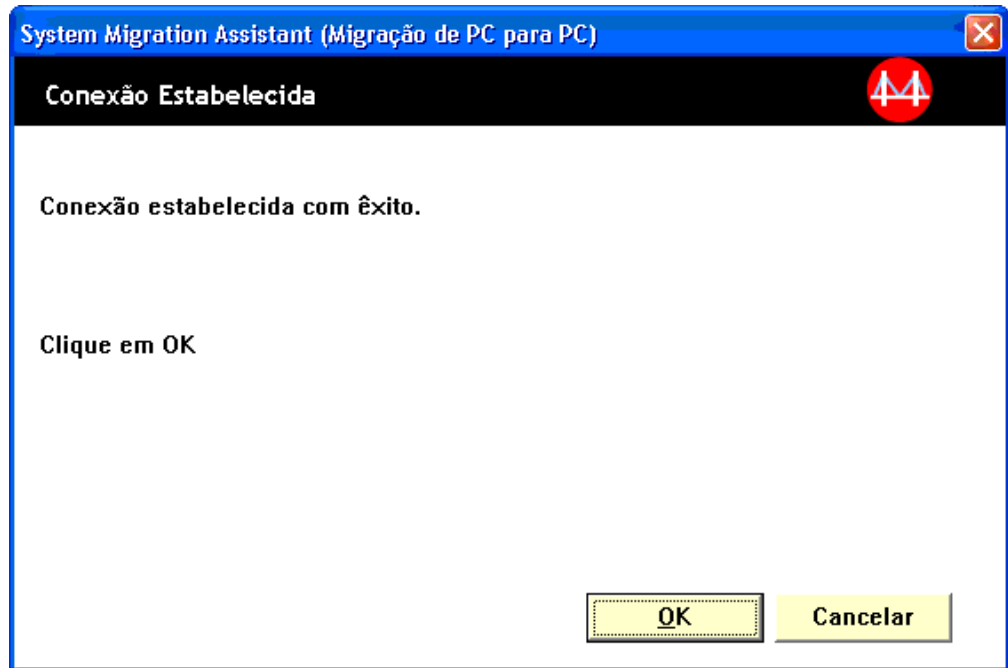 System Migration Assistant (Migração de PC para PC)
Conexão Estabelecida
Conexão estabelecida com êxito.
Clique em OK
OK
Cancelar